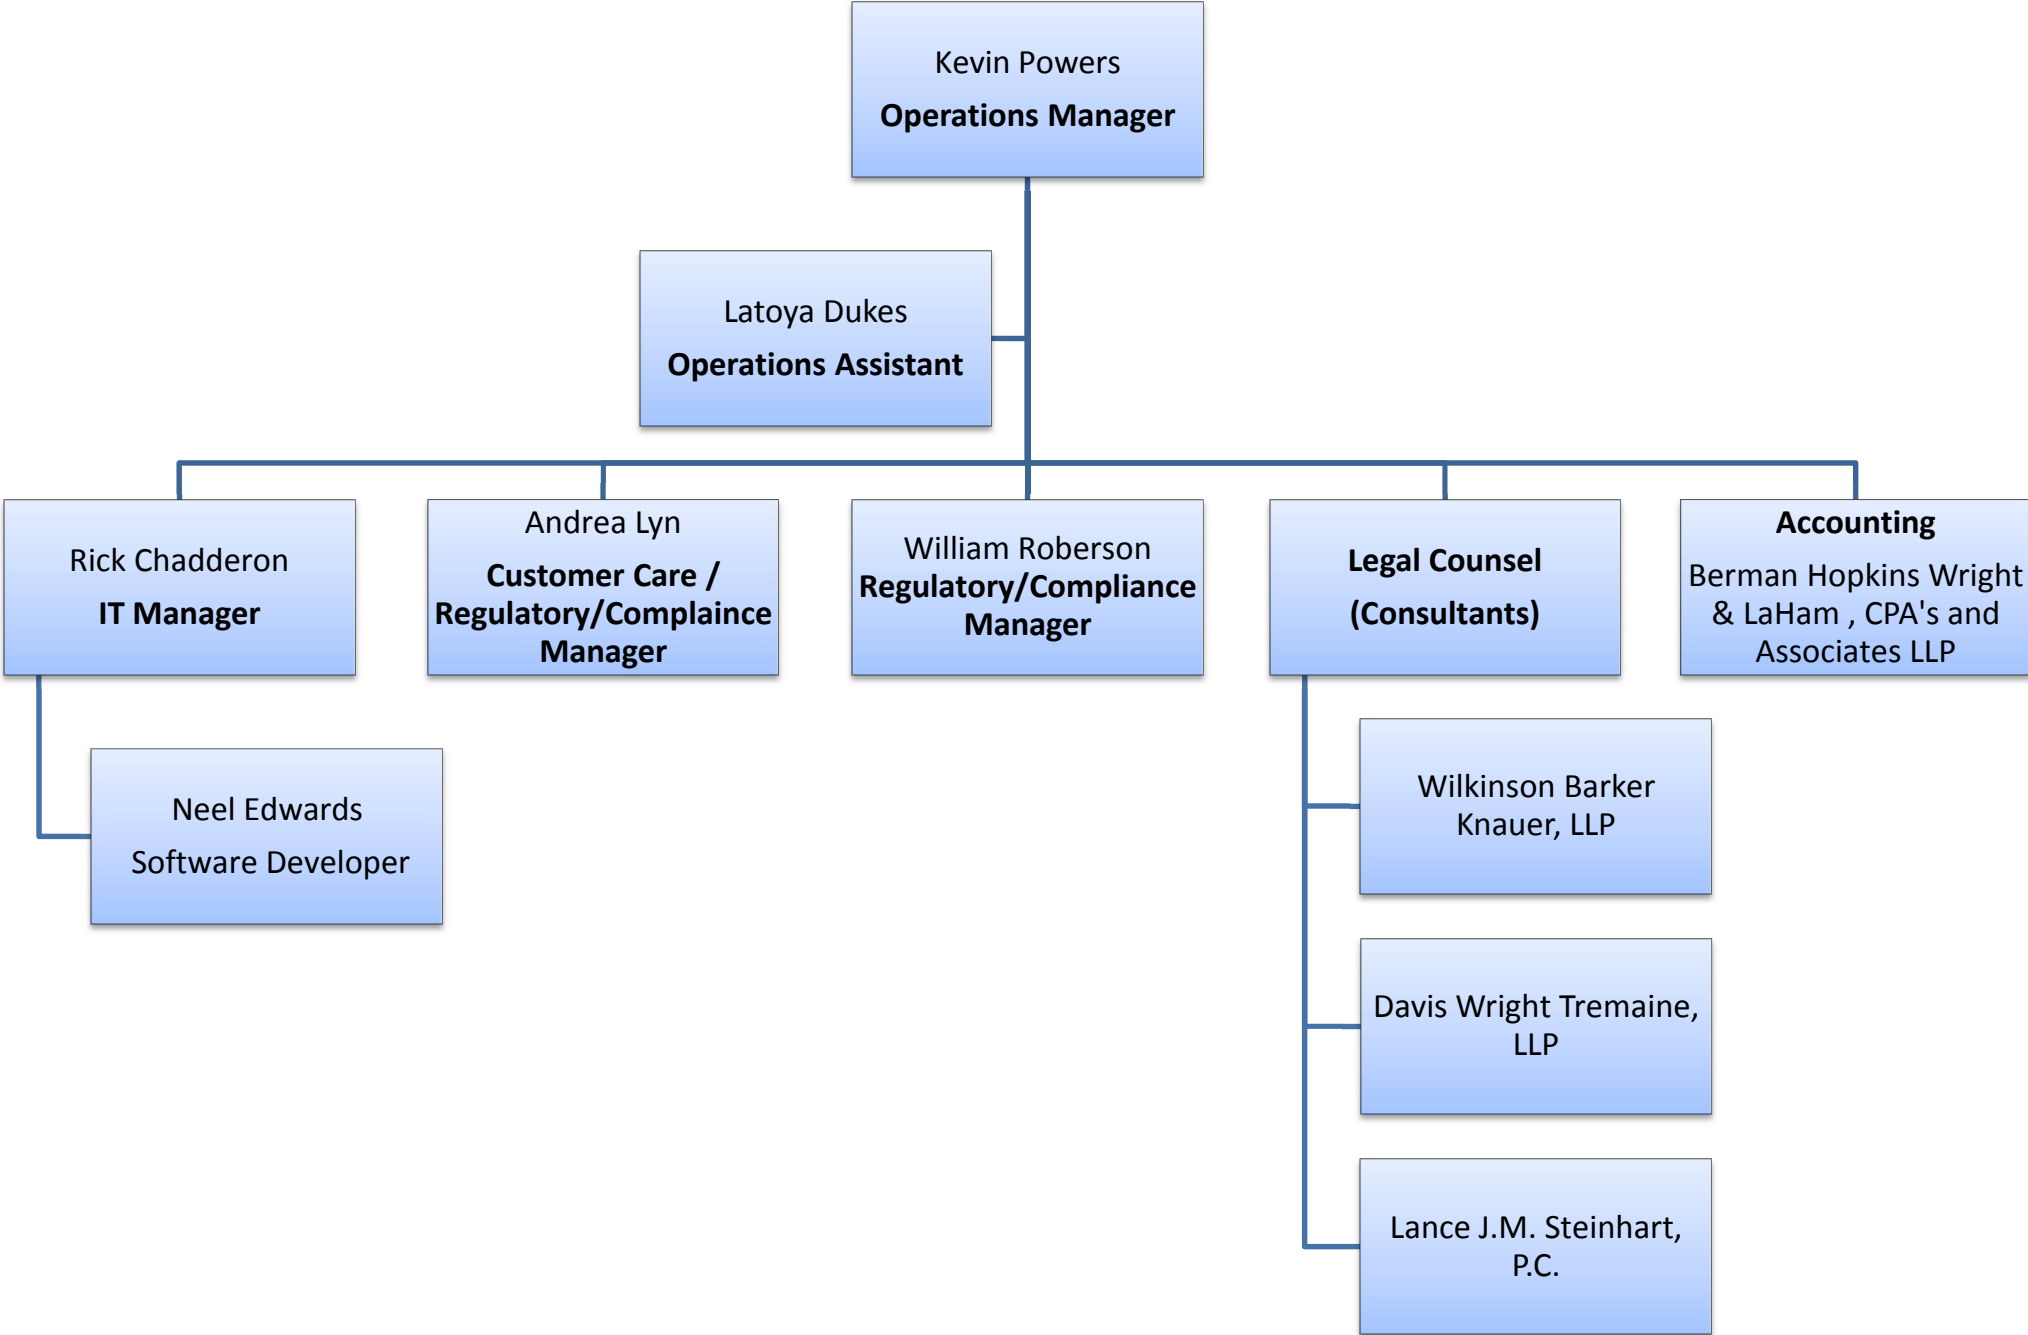 Kevin Powers
Operations Manager
Latoya Dukes
Operations Assistant
Rick Chadderon
IT Manager
Andrea Lyn
Customer Care /
Regulatory/Complaince
Manager
William Roberson
Regulatory/Compliance
Manager
Legal Counsel
(Consultants)
Accounting
Berman Hopkins Wright
& LaHam , CPA's and
Associates LLP
Neel Edwards
Software Developer
Wilkinson Barker
Knauer, LLP
Davis Wright Tremaine,
LLP
Lance J.M. Steinhart,
P.C.